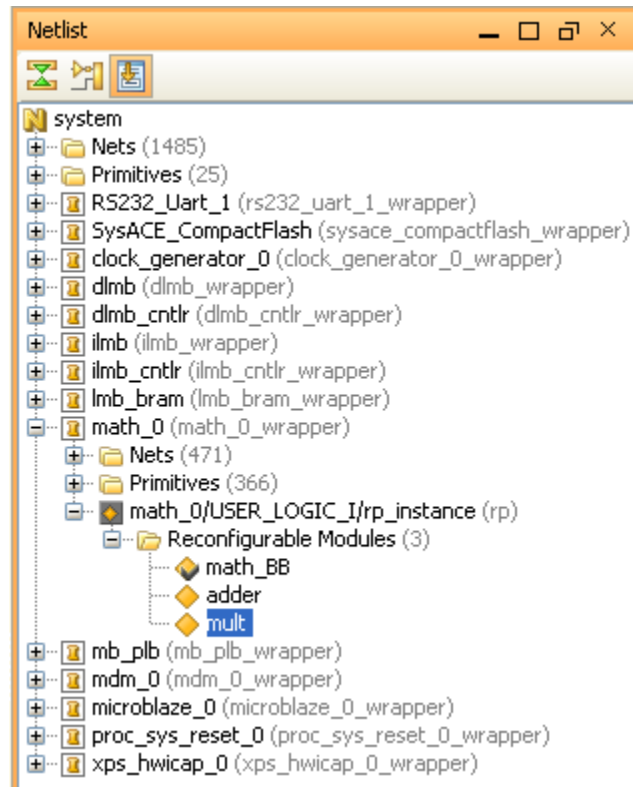 Netlist
system
Nets (1485)
Primitives (25)
RS232_Uart_1 (rs232_uart_1_wrapper)
SysACE_CompactFlash (sysace_compactflash_wrapper)
clock_generator_0 (clock_generator_0_wrapper)
dlmb (dlmb_wrapper)
dlmb_cntlr (dlmb_cntlr_wrapper)
ilmb (ilmb_wrapper)
ilmb_cntlr (ilmb_cntlr_wrapper)
lmb_bram (lmb_bram_wrapper)
math_0 (math_0_wrapper)
Nets (471)
Primitives (366)
math_0/USER_LOGIC_I/rp_instance (rp)
Reconfigurable Modules (3)
math_BB
adder
mult
mb_plb (mb_plb_wrapper)
mdm_0 (mdm_0_wrapper)
microblaze_0 (microblaze_0_wrapper)
proc_sys_reset_0 (proc_sys_reset_0_wrapper)
xps_hwicap_0 (xps_hwicap_0_wrapper)